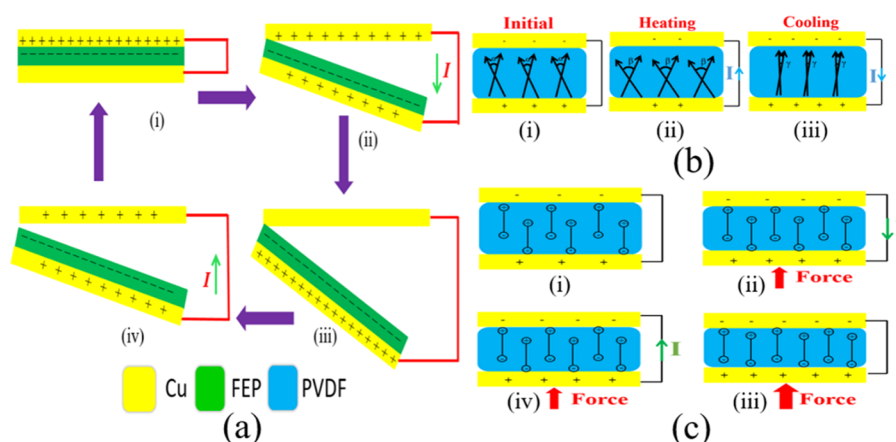 (i)
I
(ii)
I
(iv)
(iii)
Cu FEP PVDF
(a)
Initial Heating Cooling
- - - - - - - -
α α α β β β γ γ γ
I I
+ + + + + +
(i) (ii) (iii)
(b)
(i)
(ii) Force
I
(iv) Force
(iii) Force
(c)